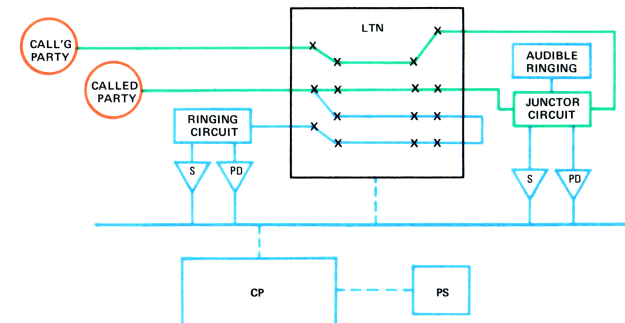 LTN
CALL'G
PARTY
CALLED
PARTY
AUDIBLE
RINGING
RINGING
CIRCUIT
JUNCTOR
CIRCUIT
S
PD
S
PD
CP
PS